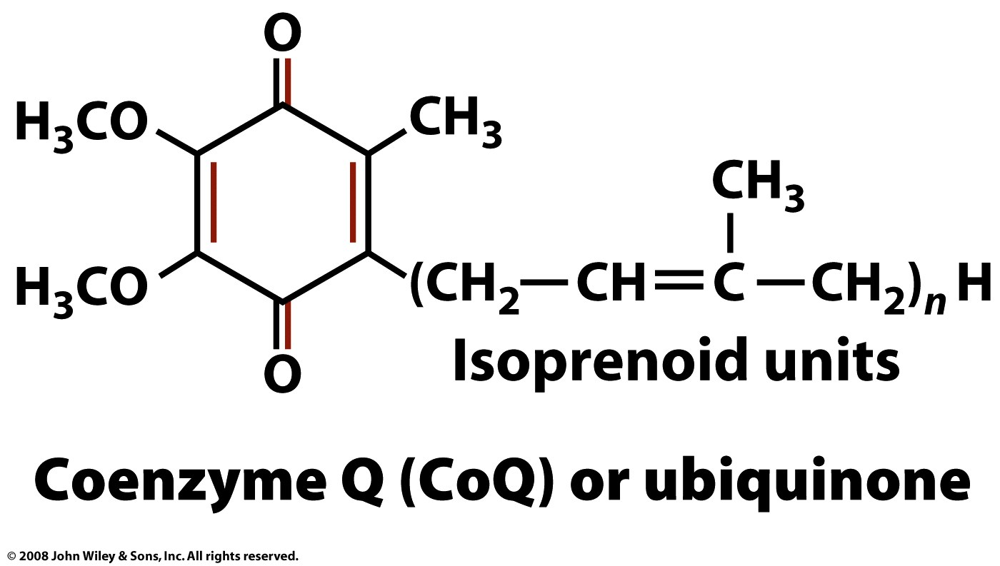 O
H3CO
CH3
CH3
H3CO
(CH2—CH=C—CH2)n H
O
Isoprenoid units
Coenzyme Q (CoQ) or ubiquinone
© 2008 John Wiley & Sons, Inc. All rights reserved.